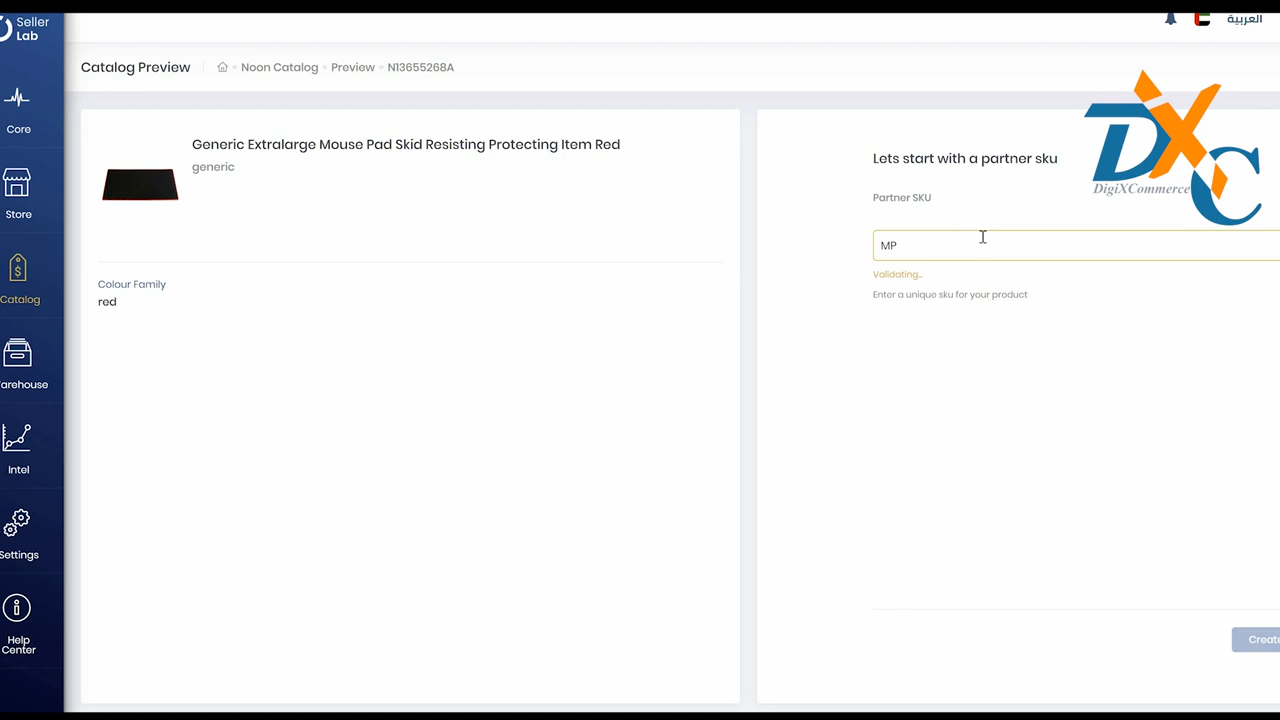 Seller
Lab
العربية
Catalog Preview
Noon Catalog
Preview
N13655268A
Core
Store
Catalog
arehouse
Intel
Settings
Help
Center
Generic Extralarge Mouse Pad Skid Resisting Protecting Item Red
generic
Colour Family
red
DXC
DigiXCommerce
Lets start with a partner sku
Partner SKU
MP
Validating...
Enter a unique sku for your product
Create